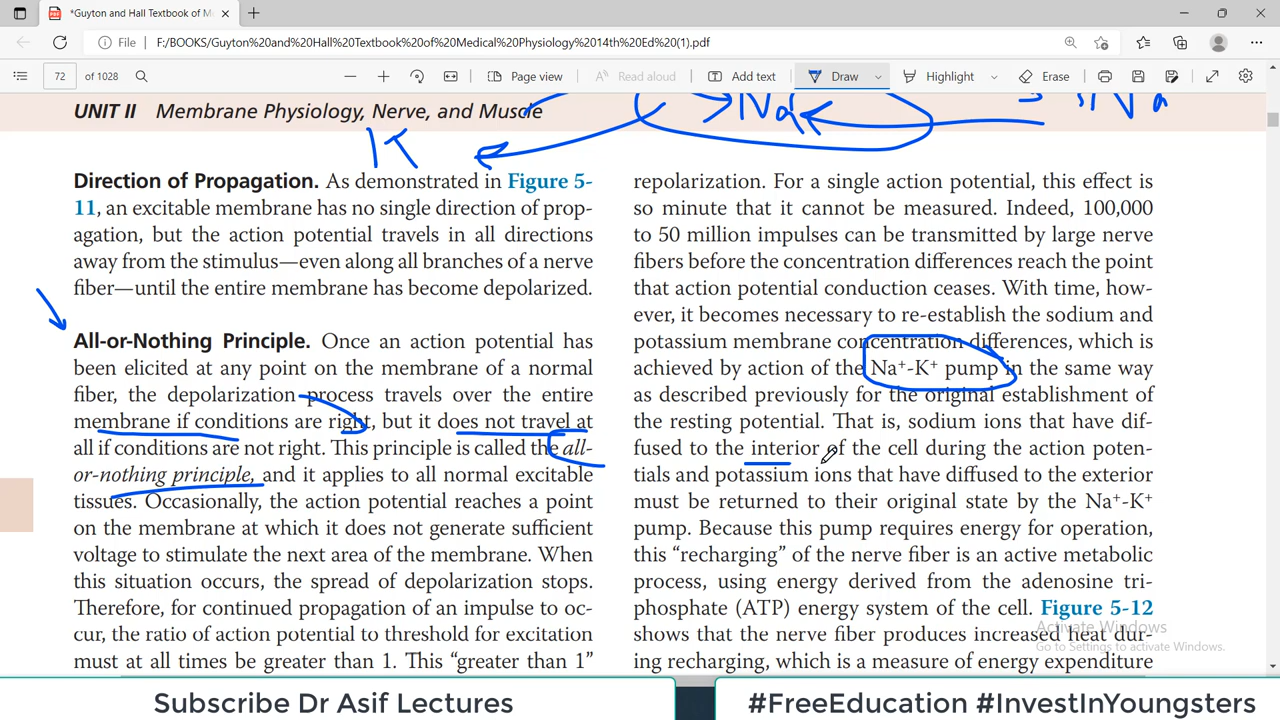 *Guyton and Hall Textbook of M
File
F:/BOOKS/Guyton%20and%20Hall%20Textbook%20of%20Medical%20Physiology%2014th%20Ed%20(1).pdf
72 of 1028
Page view
Read aloud
Add text
Draw
Highlight
Erase
UNIT II Membrane Physiology, Nerve, and Muscle
Na
Na
Direction of Propagation. As demonstrated in Figure 5-
11, an excitable membrane has no single direction of prop-
agation, but the action potential travels in all directions
away from the stimulus—even along all branches of a nerve
fiber—until the entire membrane has become depolarized.
All-or-Nothing Principle. Once an action potential has
been elicited at any point on the membrane of a normal
fiber, the depolarization process travels over the entire
membrane if conditions are right, but it does not travel at
all if conditions are not right. This principle is called the all-
or-nothing principle, and it applies to all normal excitable
tissues. Occasionally, the action potential reaches a point
on the membrane at which it does not generate sufficient
voltage to stimulate the next area of the membrane. When
this situation occurs, the spread of depolarization stops.
Therefore, for continued propagation of an impulse to oc-
cur, the ratio of action potential to threshold for excitation
must at all times be greater than 1. This “greater than 1”
repolarization. For a single action potential, this effect is
so minute that it cannot be measured. Indeed, 100,000
to 50 million impulses can be transmitted by large nerve
fibers before the concentration differences reach the point
that action potential conduction ceases. With time, how-
ever, it becomes necessary to re-establish the sodium and
potassium membrane concentration differences, which is
achieved by action of the Na⁺-K⁺ pump in the same way
as described previously for the original establishment of
the resting potential. That is, sodium ions that have dif-
fused to the interior of the cell during the action poten-
tials and potassium ions that have diffused to the exterior
must be returned to their original state by the Na⁺-K⁺
pump. Because this pump requires energy for operation,
this “recharging” of the nerve fiber is an active metabolic
process, using energy derived from the adenosine tri-
phosphate (ATP) energy system of the cell. Figure 5-12
shows that the nerve fiber produces increased heat dur-
ing recharging, which is a measure of energy expenditure
Activate Windows
Go to Settings to activate Windows.
Subscribe Dr Asif Lectures
#FreeEducation #InvestInYoungsters